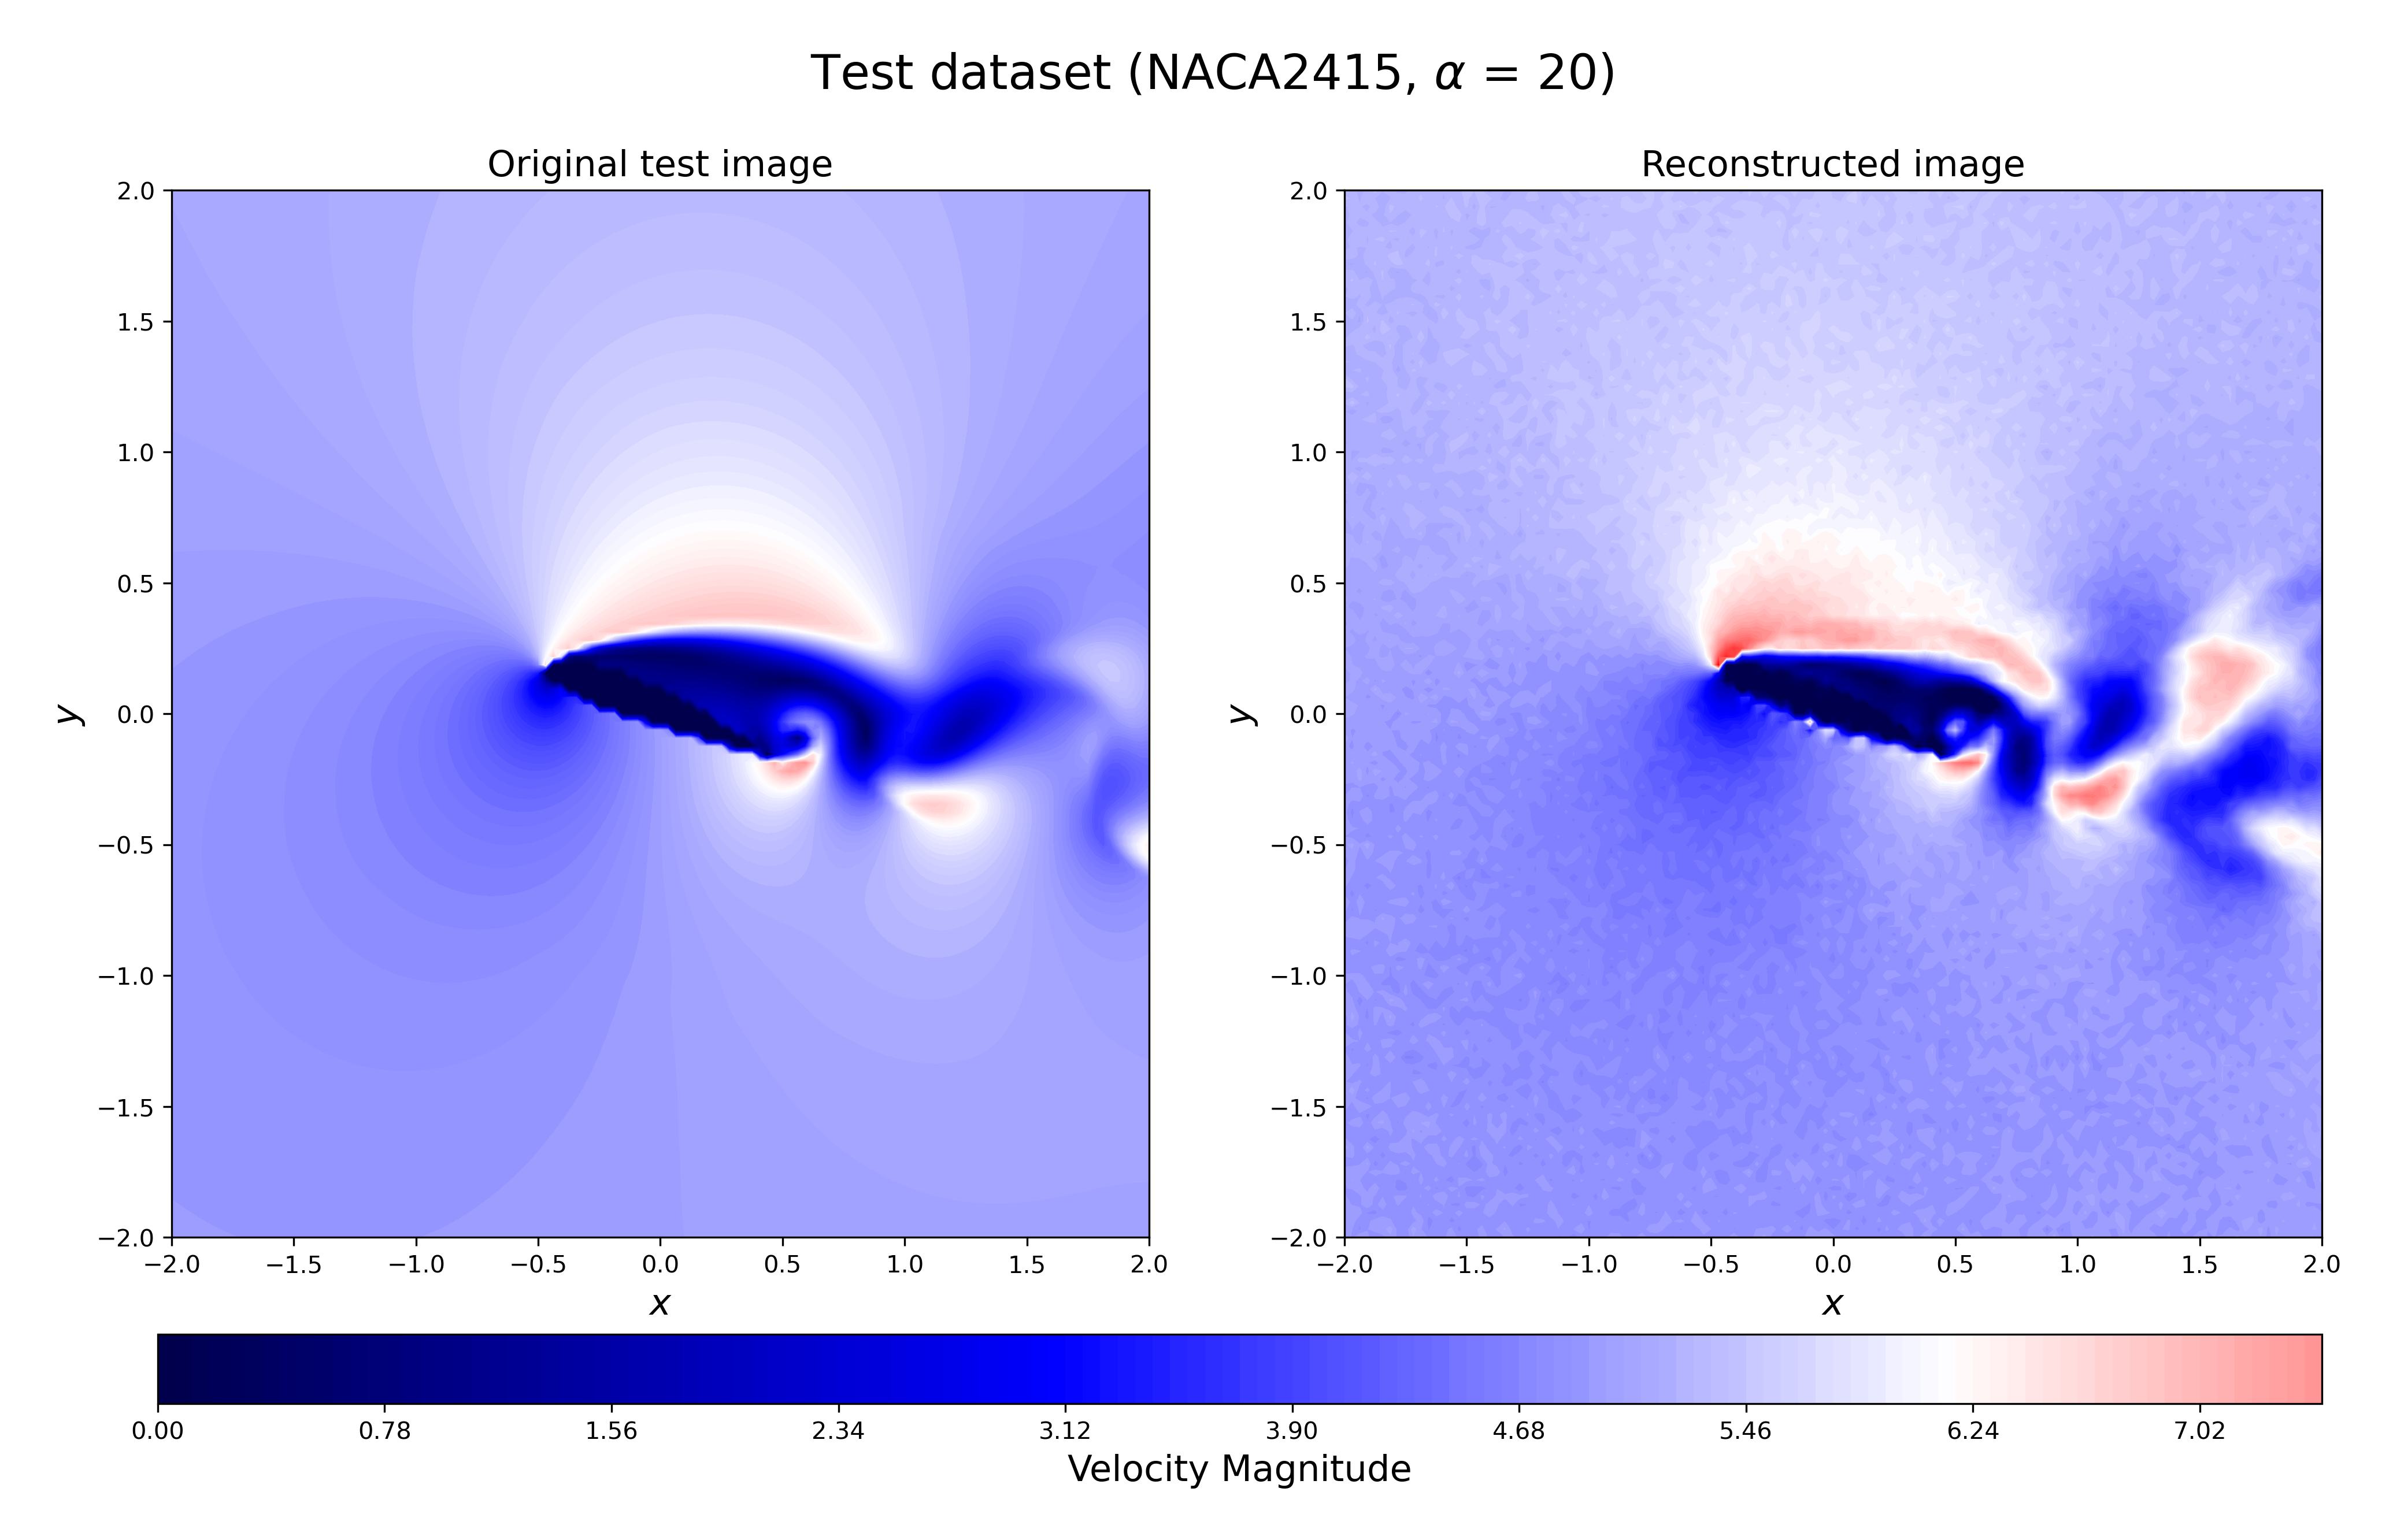 Test dataset (NACA2415, α = 20)
Original test image
2.0
1.5
1.0
0.5
0.0
−0.5
−1.0
−1.5
−2.0
y
−2.0 −1.5 −1.0 −0.5 0.0 0.5 1.0 1.5 2.0
x
Reconstructed image
2.0
1.5
1.0
0.5
0.0
−0.5
−1.0
−1.5
−2.0
y
−2.0 −1.5 −1.0 −0.5 0.0 0.5 1.0 1.5 2.0
x
0.00 0.78 1.56 2.34 3.12 3.90 4.68 5.46 6.24 7.02
Velocity Magnitude